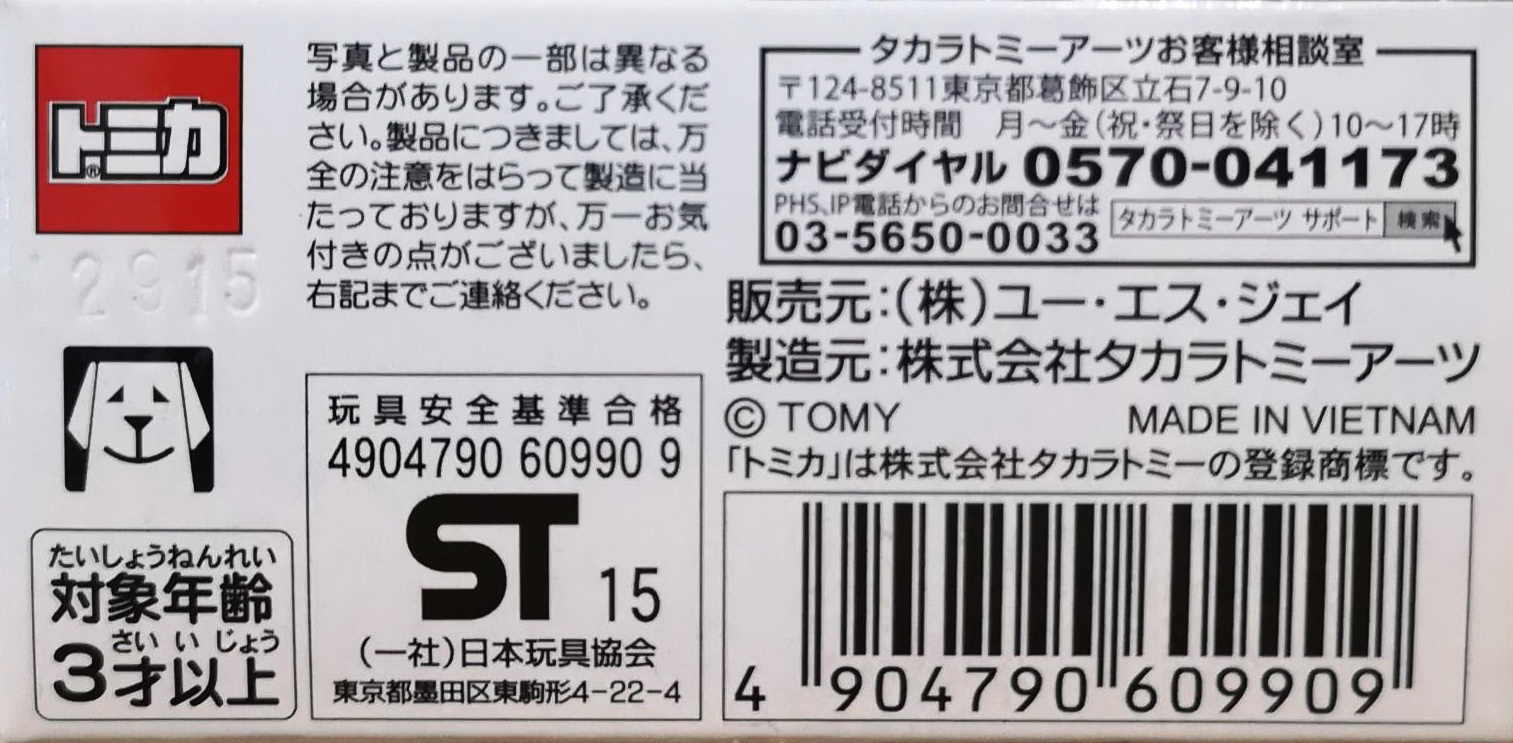 トミカ®
12915
写真と製品の一部は異なる
場合があります。ご了承くだ
さい。製品につきましては、万
全の注意をはらって製造に当
たっておりますが、万一お気
付きの点がございましたら、
右記までご連絡ください。
タカラトミーアーツお客様相談室
〒124-8511東京都葛飾区立石7-9-10
電話受付時間　月〜金(祝・祭日を除く)10〜17時
ナビダイヤル 0570-041173
PHS、IP電話からのお問合せは
03-5650-0033
タカラトミーアーツ サポート 検索
販売元:(株)ユー・エス・ジェイ
製造元:株式会社タカラトミーアーツ
© TOMY MADE IN VIETNAM
「トミカ」は株式会社タカラトミーの登録商標です。
たいしょうねんれい
対象年齢
さい い じょう
3才以上
玩具安全基準合格
4904790 60990 9
ST 15
(一社)日本玩具協会
東京都墨田区東駒形4-22-4
4 904790 609909